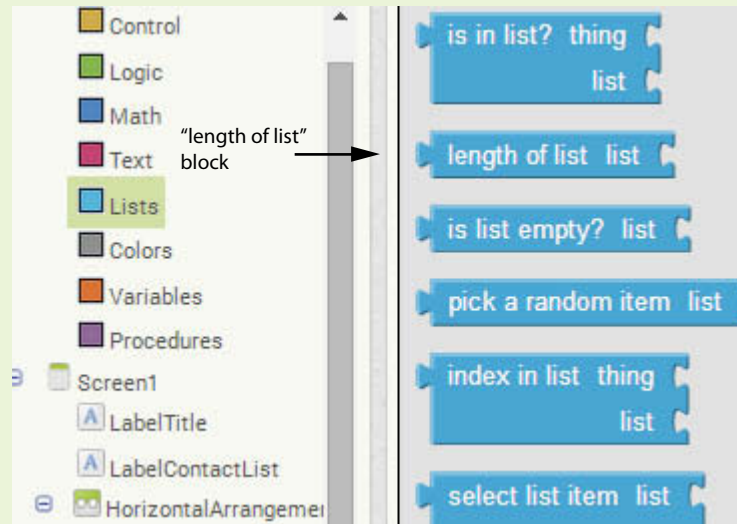 Control
Logic
Math
Text
Lists
Colors
Variables
Procedures
Screen1
A LabelTitle
A LabelContactList
HorizontalArrangemer
"length of list"
block
is in list? thing
list
length of list list
is list empty? list
pick a random item list
index in list thing
list
select list item list